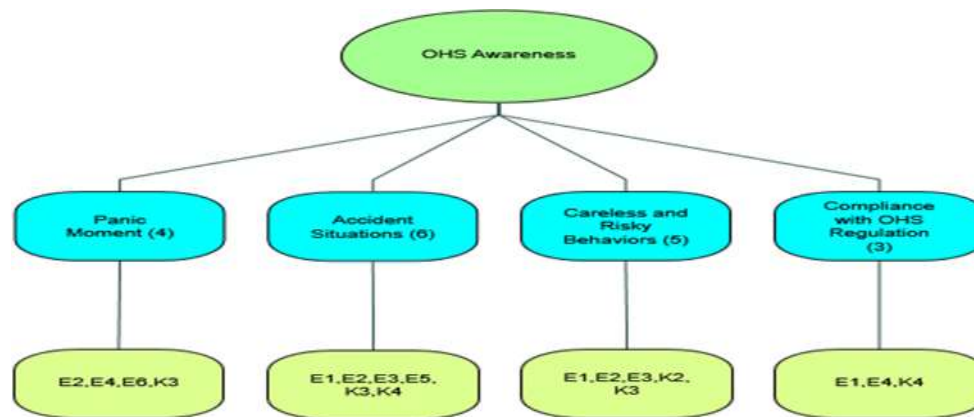 OHS Awareness
Panic
Moment (4)
Accident
Situations (6)
Careless and
Risky
Behaviors (5)
Compliance
with OHS
Regulation
(3)
E2,E4,E6,K3
E1,E2,E3,E5,
K3,K4
E1,E2,E3,K2,
K3
E1,E4,K4